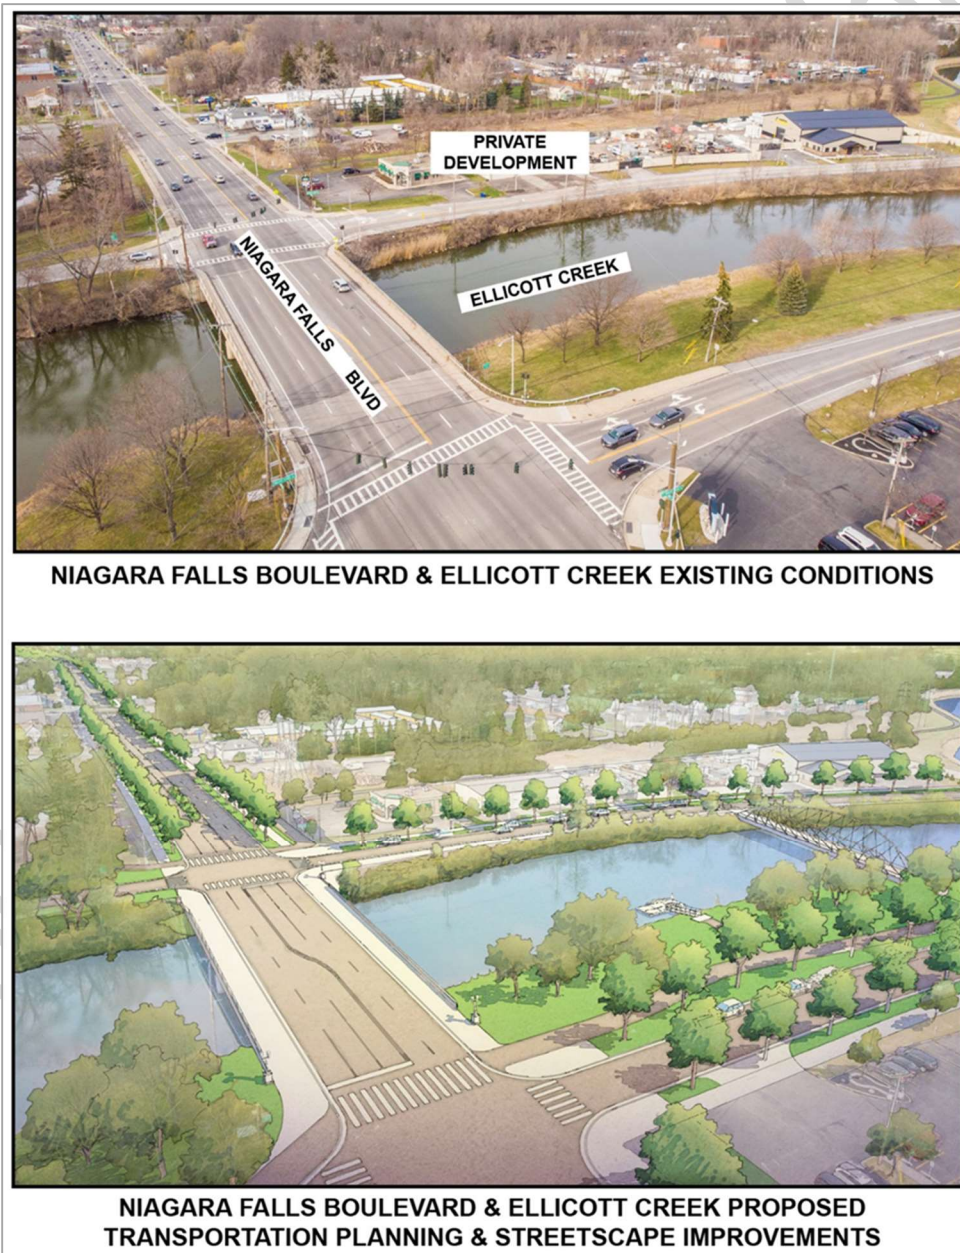 PRIVATE
DEVELOPMENT
ELLICOTT CREEK
NIAGARA FALLS BLVD
NIAGARA FALLS BOULEVARD & ELLICOTT CREEK EXISTING CONDITIONS
NIAGARA FALLS BOULEVARD & ELLICOTT CREEK PROPOSED
TRANSPORTATION PLANNING & STREETSCAPE IMPROVEMENTS